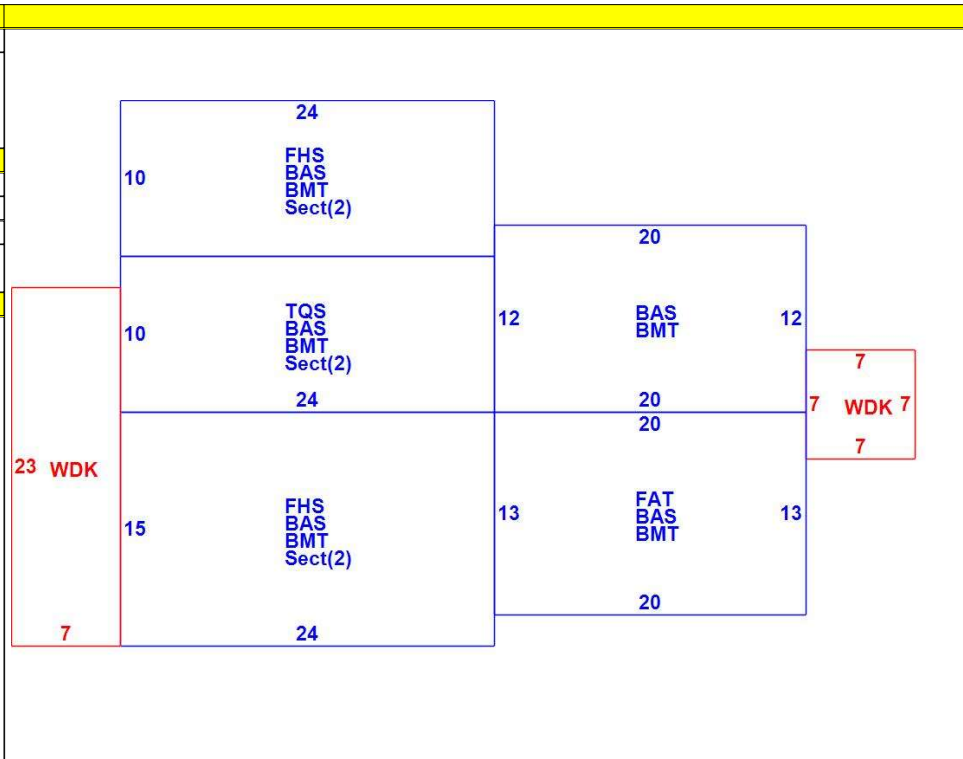 24
10
FHS
BAS
BMT
Sect(2)
20
10
TQS
BAS
BMT
Sect(2)
24
12
BAS
BMT
12
20
7
7 WDK 7
7
23 WDK
7
15
FHS
BAS
BMT
Sect(2)
24
20
13
FAT
BAS
BMT
13
20